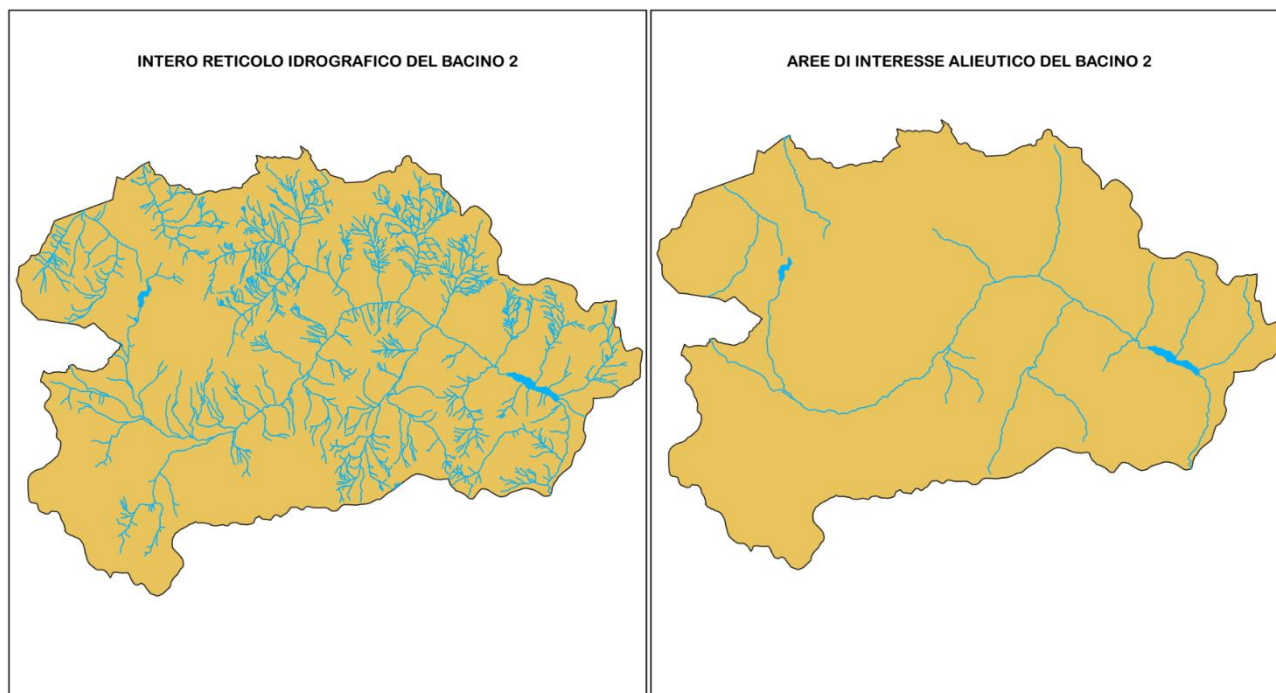 INTERO RETICOLO IDROGRAFICO DEL BACINO 2
AREE DI INTERESSE ALIEUTICO DEL BACINO 2